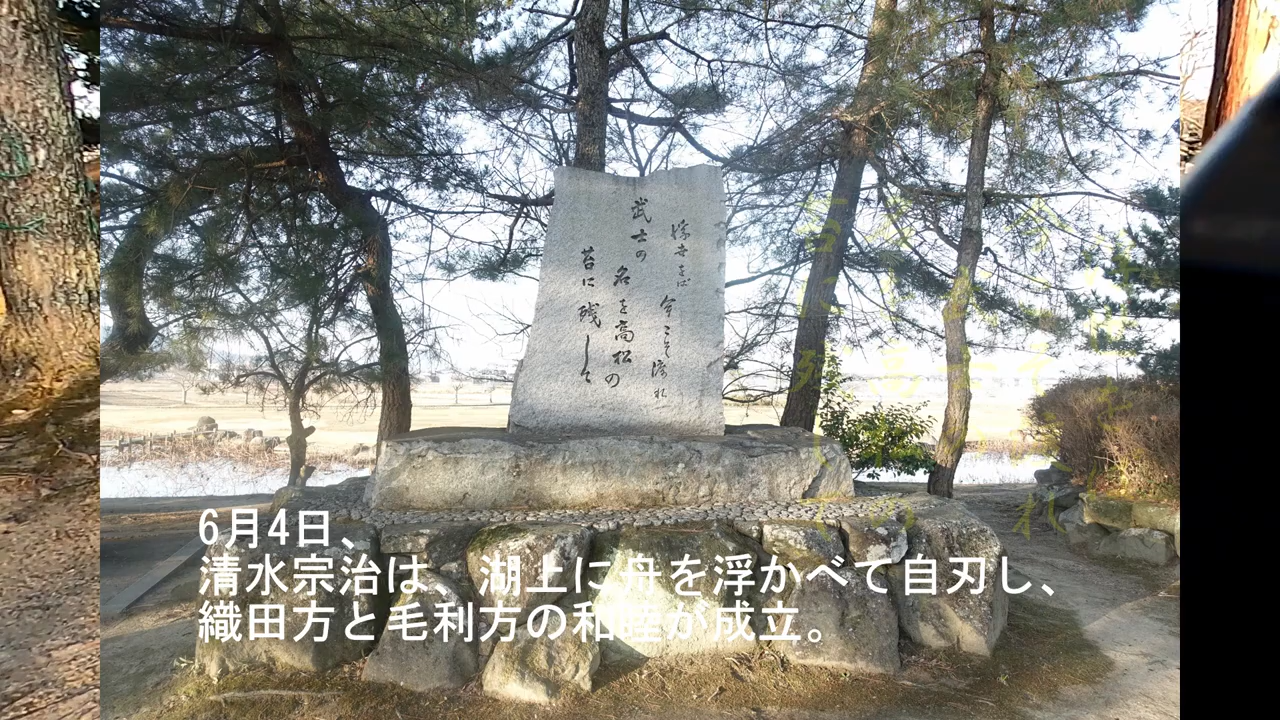 浮世をば
今こそ渡れ
武士の
名を高松の
苔に残して
6月4日、
清水宗治は、湖上に舟を浮かべて自刃し、
織田方と毛利方の和睦が成立。